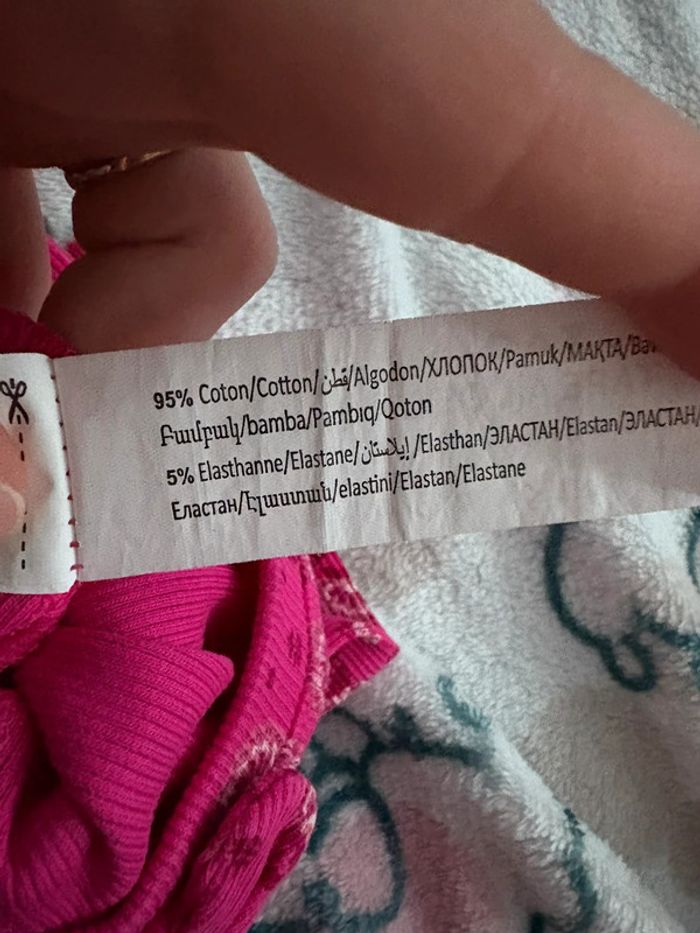 95% Coton/Cotton/قطن/Algodon/ХЛОПОК/Pamuk/МАҚТА/
Բամբակ/bamba/Pambıq/Qoton
5% Elasthanne/Elastane/إيلاستان/Elasthan/ЭЛАСТАН/Elastan/ЭЛАСТАН/
Еластан/Էլաստան/elastini/Elastan/Elastane